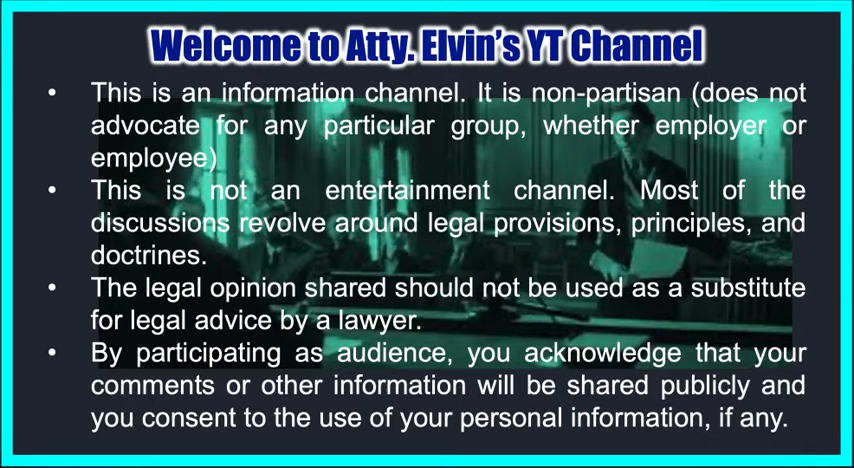 Welcome to Atty. Elvin's YT Channel
• This is an information channel. It is non-partisan (does not
advocate for any particular group, whether employer or
employee)
• This is not an entertainment channel. Most of the
discussions revolve around legal provisions, principles, and
doctrines.
• The legal opinion shared should not be used as a substitute
for legal advice by a lawyer.
• By participating as audience, you acknowledge that your
comments or other information will be shared publicly and
you consent to the use of your personal information, if any.